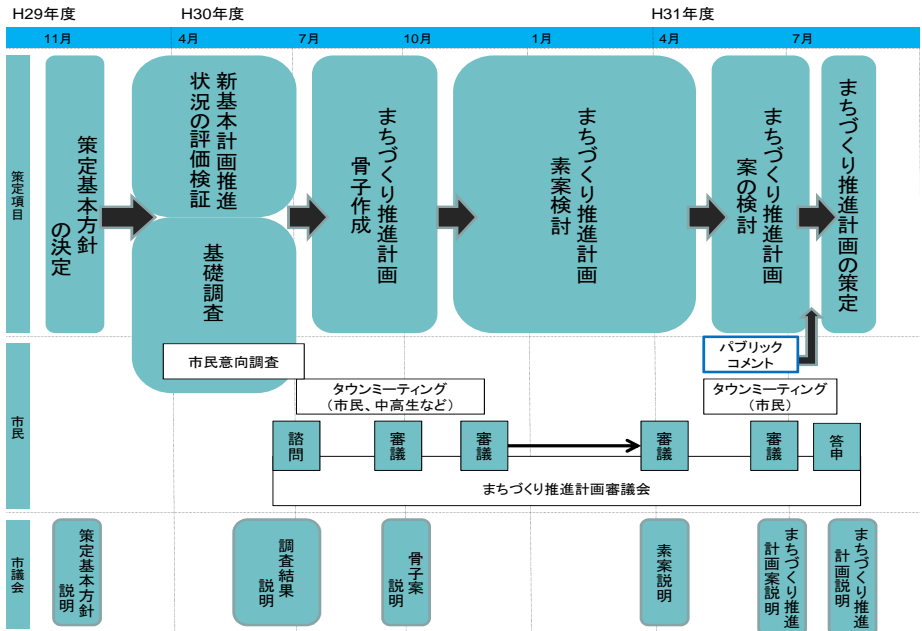 H29年度
H30年度
H31年度
11月
4月
7月
10月
1月
4月
7月
策定項目
策定基本方針
の決定
新基本計画推進
状況の評価検証
基礎調査
まちづくり推進計画
骨子作成
まちづくり推進計画
素案検討
まちづくり推進計画
案の検討
まちづくり推進計画の策定
市民
市民意向調査
パブリック
コメント
タウンミーティング
(市民、中高生など)
タウンミーティング
(市民)
諮問
審議
審議
審議
審議
答申
まちづくり推進計画審議会
市議会
策定基本方針
説明
調査結果
説明
骨子案
説明
素案説明
まちづくり推進
計画案説明
まちづくり推進
計画説明